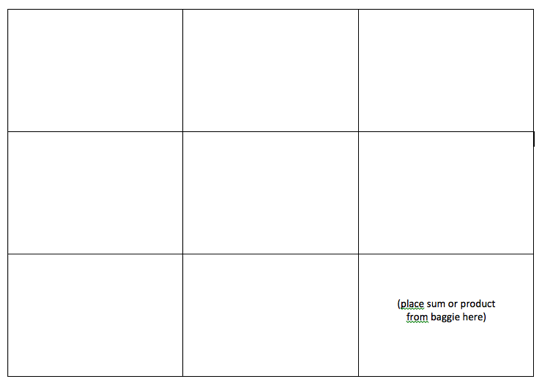 (place sum or product
from baggie here)